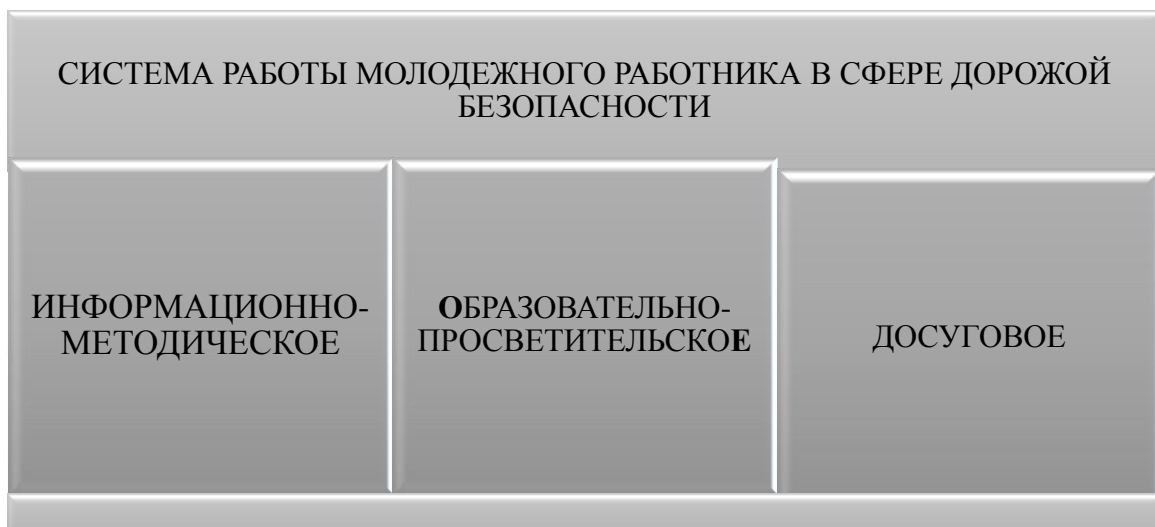 СИСТЕМА РАБОТЫ МОЛОДЕЖНОГО РАБОТНИКА В СФЕРЕ ДОРОЖОЙ
БЕЗОПАСНОСТИ
ИНФОРМАЦИОННО-
МЕТОДИЧЕСКОЕ
ОБРАЗОВАТЕЛЬНО-
ПРОСВЕТИТЕЛЬСКОЕ
ДОСУГОВОЕ